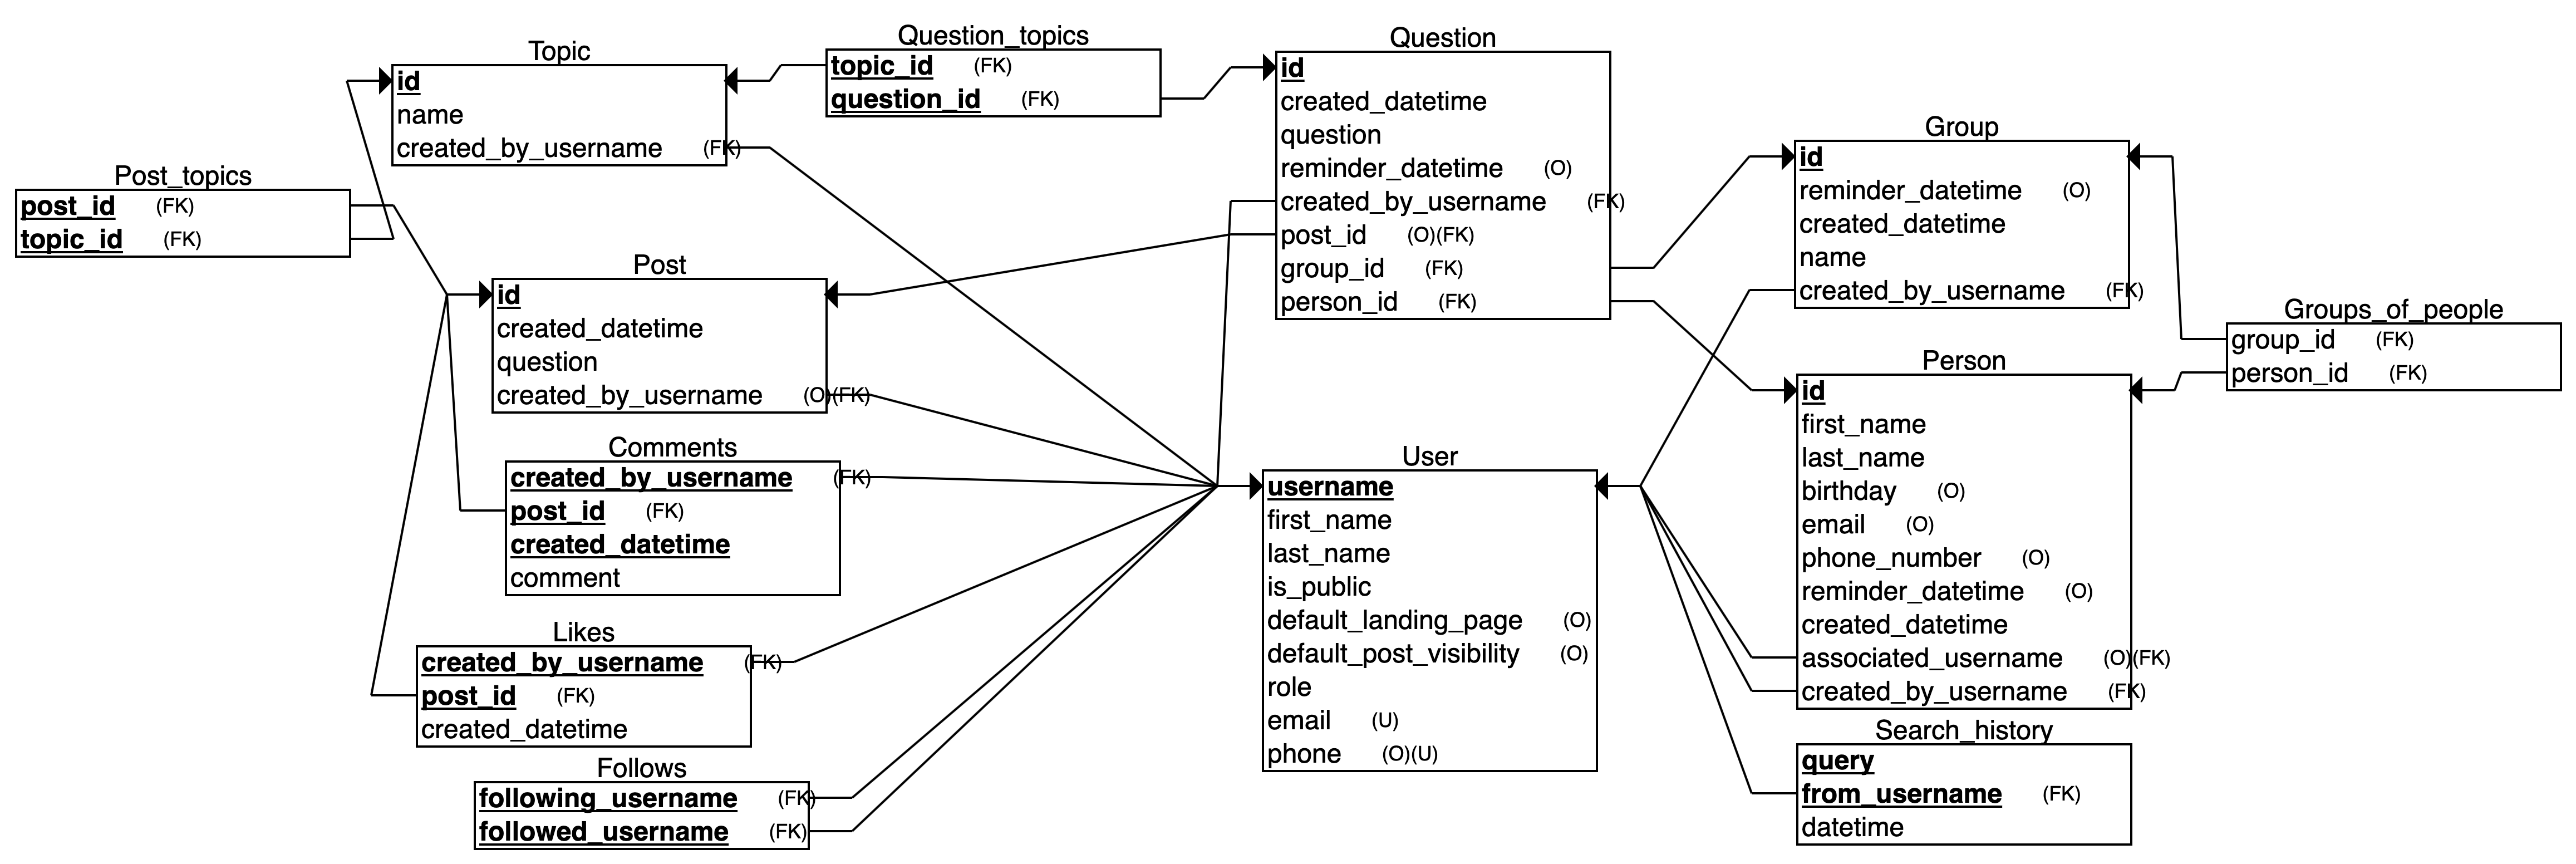 Topic
id
name
created_by_username (FK)
Question_topics
topic_id (FK)
question_id (FK)
Question
id
created_datetime
question
reminder_datetime (O)
created_by_username (FK)
post_id (O)(FK)
group_id (FK)
person_id (FK)
Group
id
reminder_datetime (O)
created_datetime
name
created_by_username (FK)
Post_topics
post_id (FK)
topic_id (FK)
Post
id
created_datetime
question
created_by_username (O)(FK)
Groups_of_people
group_id (FK)
person_id (FK)
Person
id
first_name
last_name
birthday (O)
email (O)
phone_number (O)
reminder_datetime (O)
created_datetime
associated_username (O)(FK)
created_by_username (FK)
Comments
created_by_username (FK)
post_id (FK)
created_datetime
comment
User
username
first_name
last_name
is_public
default_landing_page (O)
default_post_visibility (O)
role
email (U)
phone (O)(U)
Likes
created_by_username (FK)
post_id (FK)
created_datetime
Search_history
query
from_username (FK)
datetime
Follows
following_username (FK)
followed_username (FK)